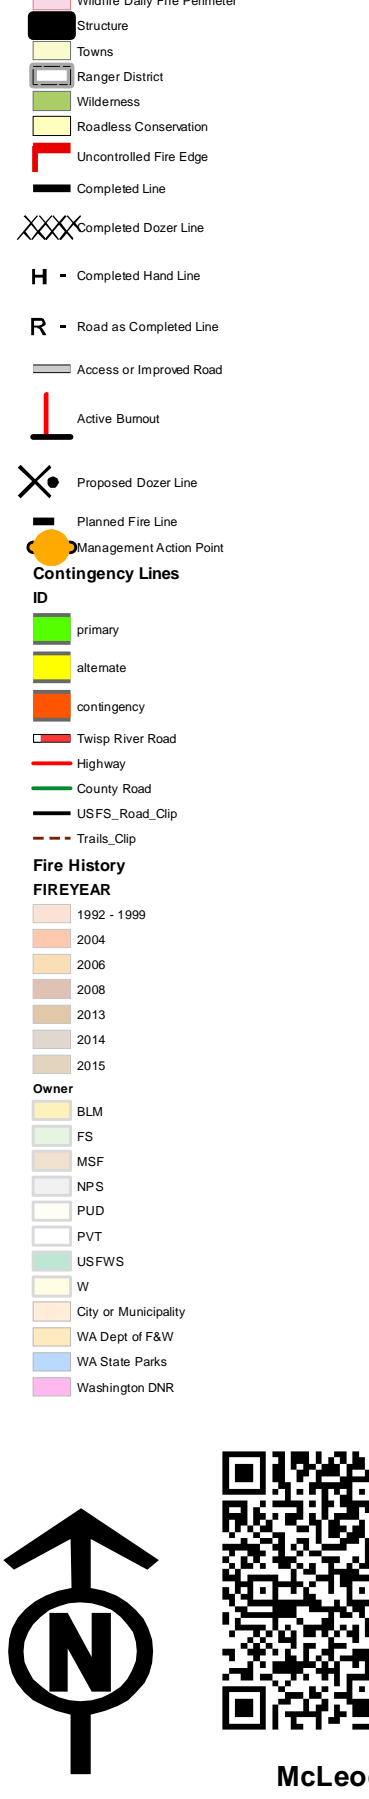 Wildfire Daily Fire Perimeter
Structure
Towns
Ranger District
Wilderness
Roadless Conservation
Uncontrolled Fire Edge
Completed Line
Completed Dozer Line
H - Completed Hand Line
R - Road as Completed Line
Access or Improved Road
Active Burnout
Proposed Dozer Line
Planned Fire Line
Management Action Point
Contingency Lines
ID
primary
alternate
contingency
Twisp River Road
Highway
County Road
USFS_Road_Clip
Trails_Clip
Fire History
FIREYEAR
1992 - 1999
2004
2006
2008
2013
2014
2015
Owner
BLM
FS
MSF
NPS
PUD
PVT
USFWS
W
City or Municipality
WA Dept of F&W
WA State Parks
Washington DNR
N